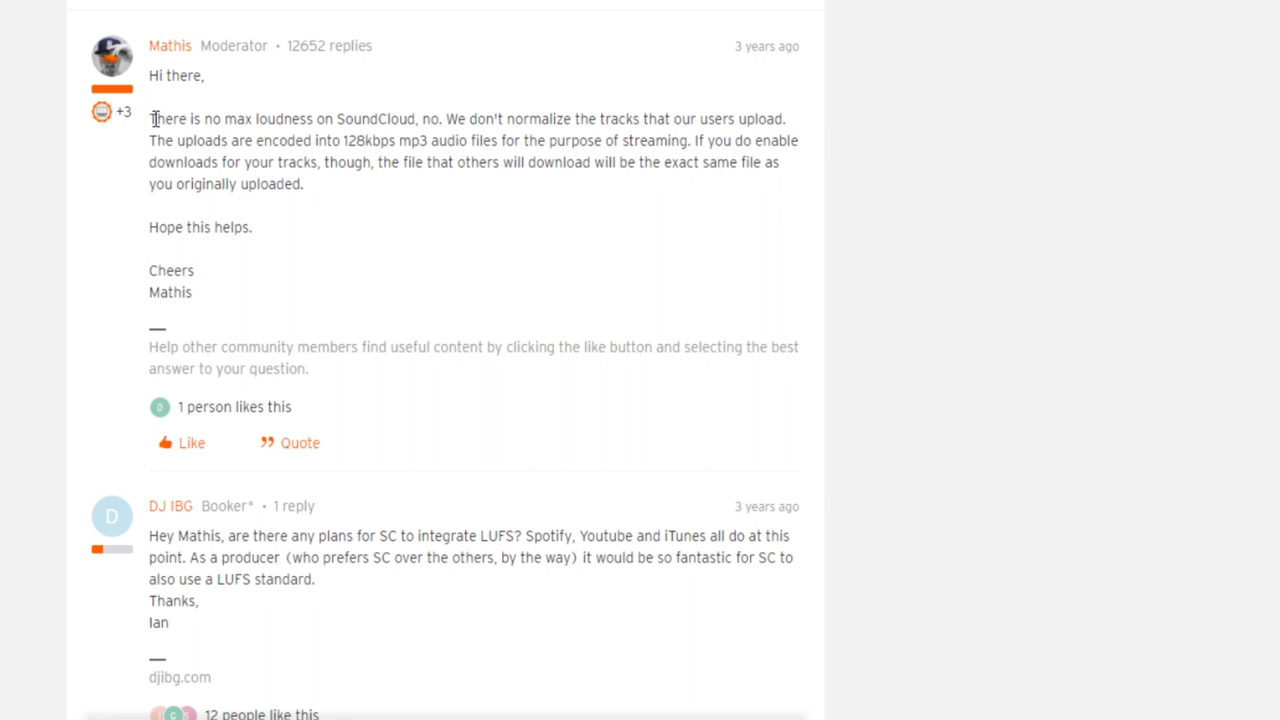 Mathis Moderator • 12652 replies 3 years ago
+3
Hi there,
There is no max loudness on SoundCloud, no. We don't normalize the tracks that our users upload.
The uploads are encoded into 128kbps mp3 audio files for the purpose of streaming. If you do enable
downloads for your tracks, though, the file that others will download will be the exact same file as
you originally uploaded.
Hope this helps.
Cheers
Mathis
Help other community members find useful content by clicking the like button and selecting the best
answer to your question.
D 1 person likes this
Like Quote
D
DJ IBG Booker* • 1 reply 3 years ago
Hey Mathis, are there any plans for SC to integrate LUFS? Spotify, Youtube and iTunes all do at this
point. As a producer (who prefers SC over the others, by the way) it would be so fantastic for SC to
also use a LUFS standard.
Thanks,
Ian
djibg.com
G 12 people like this